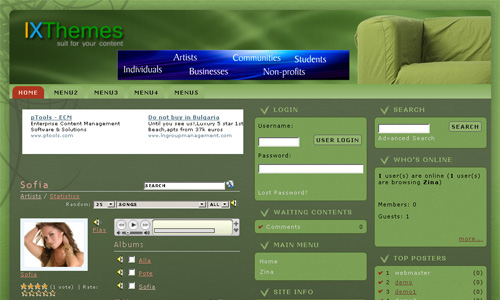 IXThemes
suit for your content
Artists
Communities
Students
Individuals
Businesses
Non-profits
HOME
MENU2
MENU3
MENU4
MENU5
pTools - ECM
Enterprise Content Management
Software & Solutions
www.ptools.com
Do not buy in Bulgaria
Until you see us!Luxury 5 star 1st
Beach,apts from 37k euros
www.lngroupmanagement.com
Sofia
SEARCH
Artists / Statistics
Random: 25 SONGS ALL
Play
Albums
Alla
Pote
Sofia
Sofia
(1 vote) | Rate:
LOGIN
Username:
USER LOGIN
Password:
Lost Password?
WAITING CONTENTS
Comments 0
MAIN MENU
Home
Zina
SITE INFO
SEARCH
SEARCH
Advanced Search
WHO'S ONLINE
1 user(s) are online (1 user(s)
are browsing Zina)
Members: 0
Guests: 1
more...
TOP POSTERS
1 webmaster (0)
2 demo (0)
3 demo1 (0)